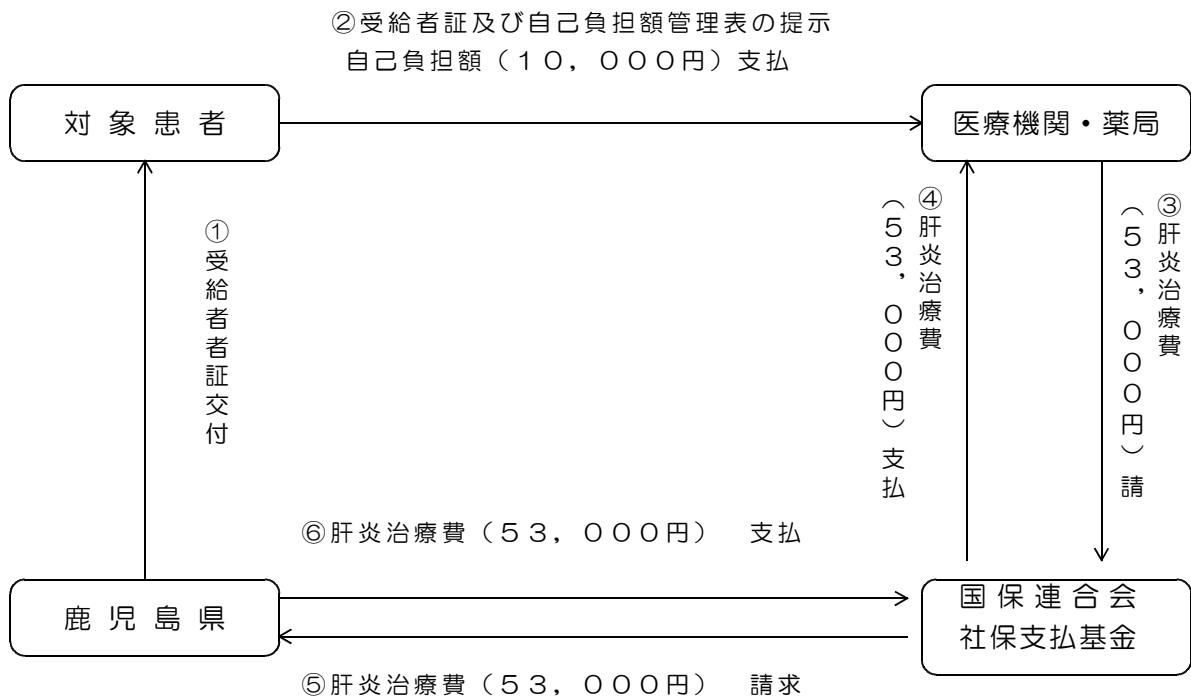 ②受給者証及び自己負担額管理表の提示
自己負担額（１０，０００円）支払
対象患者
医療機関・薬局
①受給者者証交付
④肝炎治療費
（５３，０００円）支払
③肝炎治療費
（５３，０００円）請
⑥肝炎治療費（５３，０００円）　支払
鹿児島県
国保連合会
社保支払基金
⑤肝炎治療費（５３，０００円）　請求